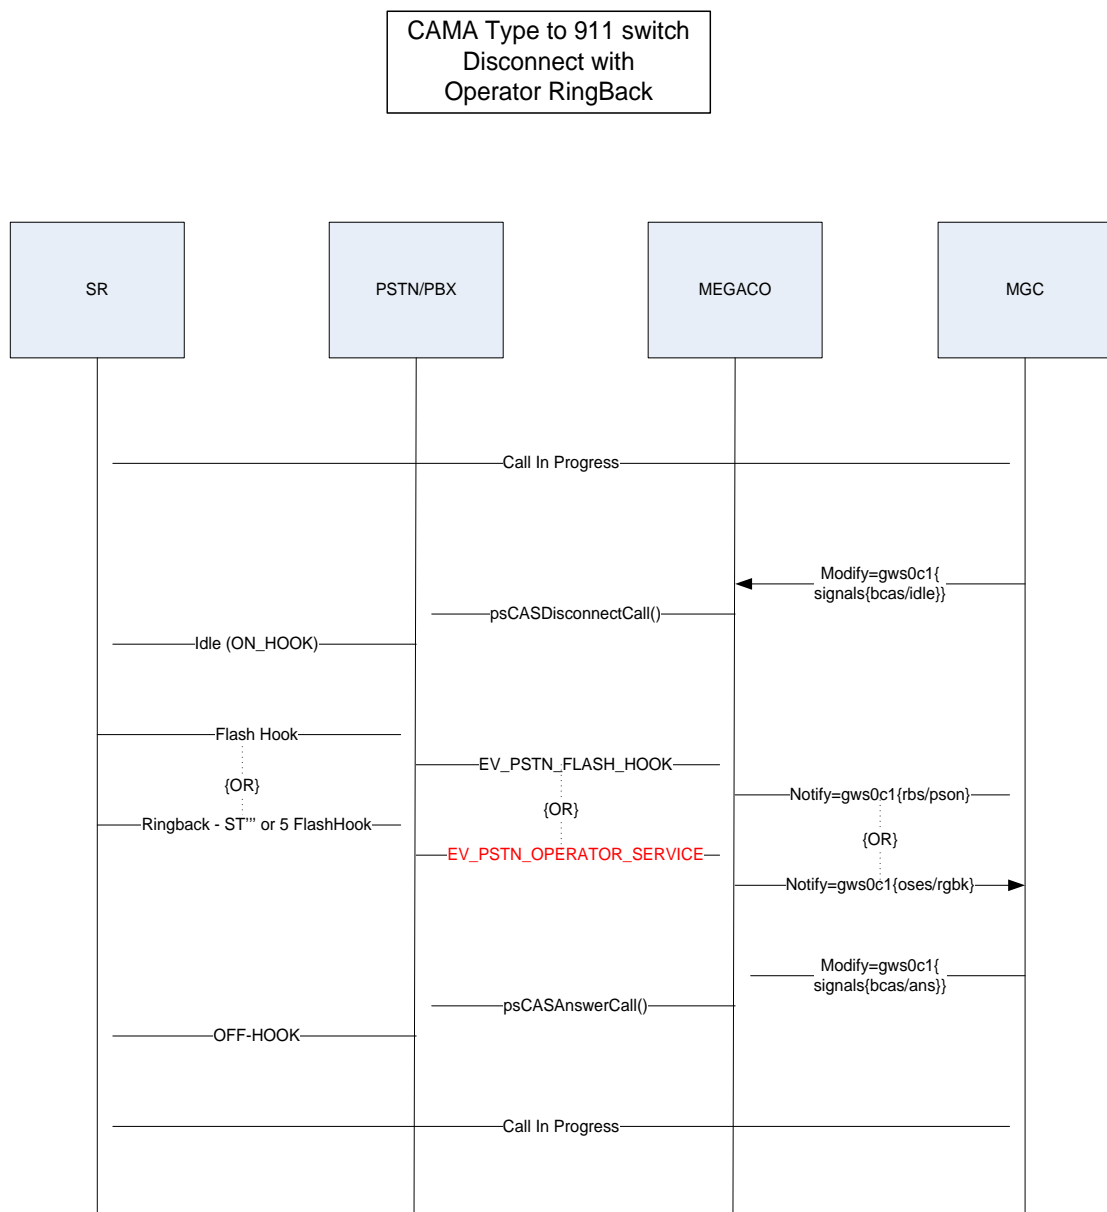 CAMA Type to 911 switch
Disconnect with
Operator RingBack
SR
PSTN/PBX
MEGACO
MGC
Call In Progress
Modify=gws0c1{
signals{bcas/idle}}
psCASDisconnectCall()
Idle (ON_HOOK)
Flash Hook
EV_PSTN_FLASH_HOOK
{OR}
Notify=gws0c1{rbs/pson}
{OR}
Ringback - ST''' or 5 FlashHook
{OR}
EV_PSTN_OPERATOR_SERVICE
Notify=gws0c1{oses/rgbk}
Modify=gws0c1{
signals{bcas/ans}}
psCASAnswerCall()
OFF-HOOK
Call In Progress